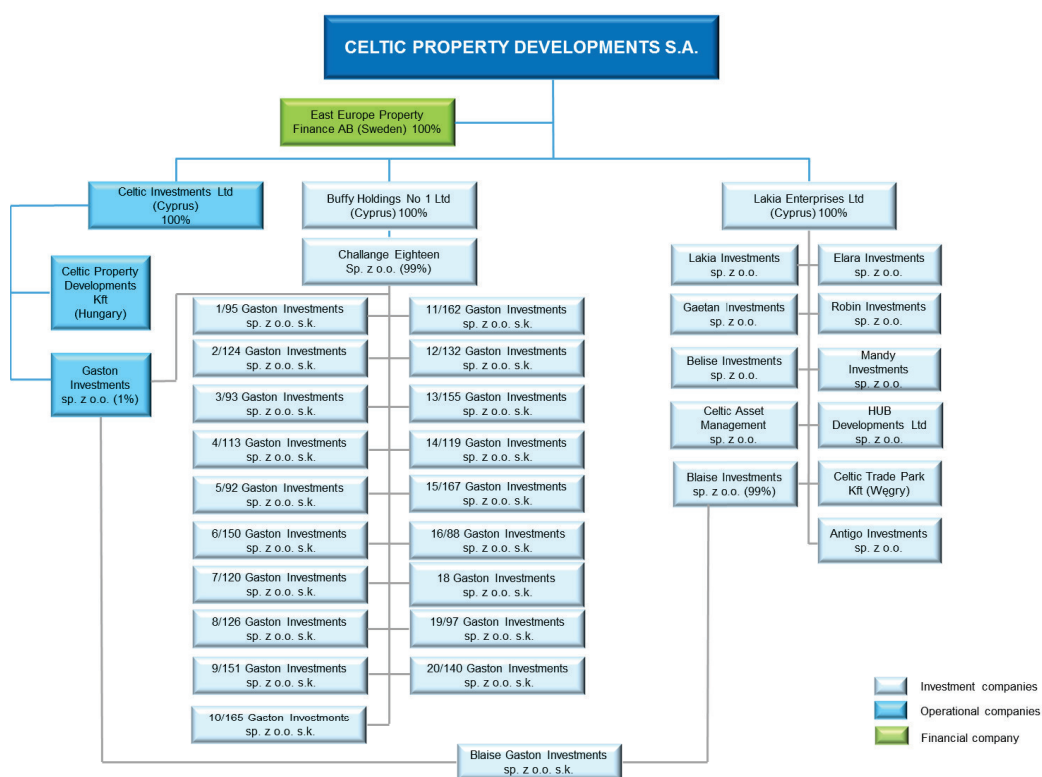 CELTIC PROPERTY DEVELOPMENTS S.A.
East Europe Property
Finance AB (Sweden) 100%
Celtic Investments Ltd
(Cyprus)
100%
Buffy Holdings No 1 Ltd
(Cyprus) 100%
Lakia Enterprises Ltd
(Cyprus) 100%
Challange Eighteen
Sp. z o.o. (99%)
Celtic Property
Developments
Kft
(Hungary)
Gaston
Investments
sp. z o.o. (1%)
1/95 Gaston Investments
sp. z o.o. s.k.
2/124 Gaston Investments
sp. z o.o. s.k.
3/93 Gaston Investments
sp. z o.o. s.k.
4/113 Gaston Investments
sp. z o.o. s.k.
5/92 Gaston Investments
sp. z o.o. s.k.
6/150 Gaston Investments
sp. z o.o. s.k.
7/120 Gaston Investments
sp. z o.o. s.k.
8/126 Gaston Investments
sp. z o.o. s.k.
9/151 Gaston Investments
sp. z o.o. s.k.
10/165 Gaston Investments
sp. z o.o. s.k.
11/162 Gaston Investments
sp. z o.o. s.k.
12/132 Gaston Investments
sp. z o.o. s.k.
13/155 Gaston Investments
sp. z o.o. s.k.
14/119 Gaston Investments
sp. z o.o. s.k.
15/167 Gaston Investments
sp. z o.o. s.k.
16/88 Gaston Investments
sp. z o.o. s.k.
18 Gaston Investments
sp. z o.o. s.k.
19/97 Gaston Investments
sp. z o.o. s.k.
20/140 Gaston Investments
sp. z o.o. s.k.
Lakia Investments
sp. z o.o.
Gaetan Investments
sp. z o.o.
Belise Investments
sp. z o.o.
Celtic Asset
Management
sp. z o.o.
Blaise Investments
sp. z o.o. (99%)
Elara Investments
sp. z o.o.
Robin Investments
sp. z o.o.
Mandy
Investments
sp. z o.o.
HUB
Developments Ltd
sp. z o.o.
Celtic Trade Park
Kft (Węgry)
Antigo Investments
sp. z o.o.
Blaise Gaston Investments
sp. z o.o. s.k.
Investment companies
Operational companies
Financial company